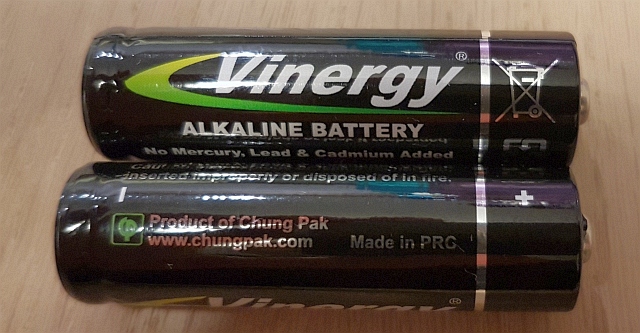 Vinergy®
ALKALINE BATTERY
No Mercury, Lead & Cadmium Added
inserted improperly or disposed of in fire.
− +
Product of Chung Pak
www.chungpak.com Made in PRC
Vinergy®